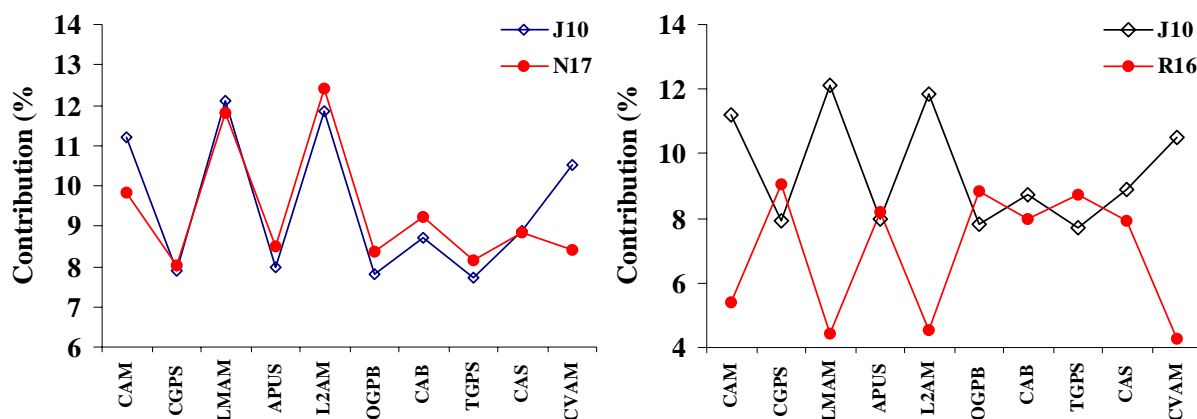 14
13
12
11
10
9
8
7
6
Contribution (%
J10
N17
CAM
CGPS
LMAM
APUS
L2AM
OGPB
CAB
TGPS
CAS
CVAM
14
12
10
8
6
4
Contribution (%
J10
R16
CAM
CGPS
LMAM
APUS
L2AM
OGPB
CAB
TGPS
CAS
CVAM